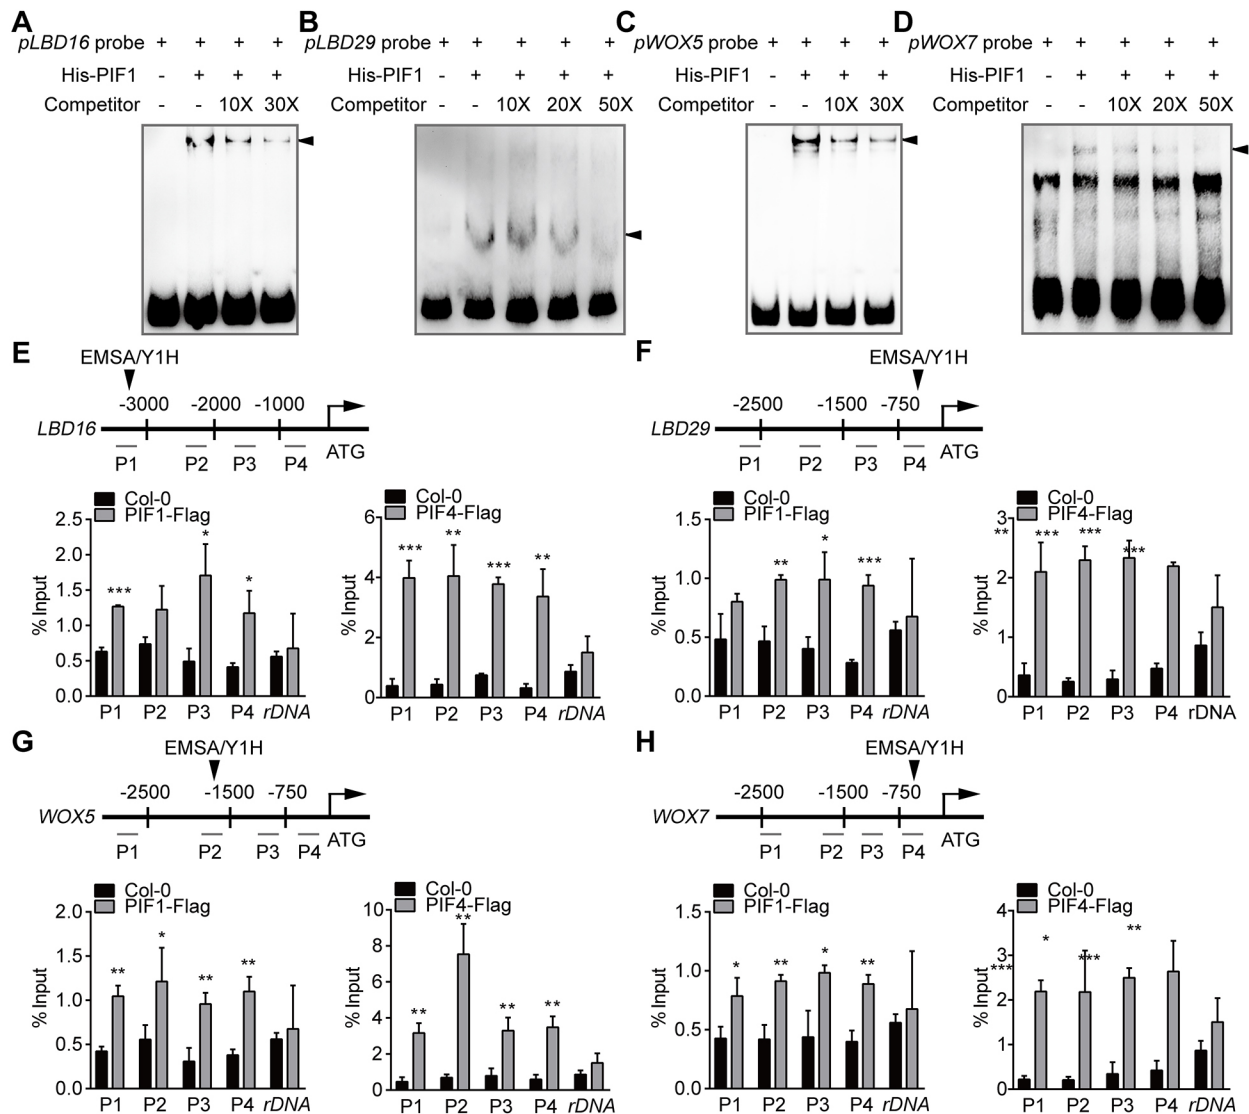 A
B
C
D
pLBD16 probe + + + +
pLBD29 probe + + + + +
pWOX5 probe + + + +
pWOX7 probe + + + + +
His-PIF1 - + + +
His-PIF1 - + + + +
His-PIF1 - + + +
His-PIF1 - + + + +
Competitor - - 10X 30X
Competitor - - 10X 20X 50X
Competitor - - 10X 30X
Competitor - - 10X 20X 50X
E
EMSA/Y1H
-3000 -2000 -1000
LBD16
ATG
P1 P2 P3 P4
Col-0
PIF1-Flag
2.5
2.0
1.5
1.0
0.5
0.0
% Input
***
*
*
P1 P2 P3 P4 rDNA
Col-0
PIF4-Flag
6
4
2
0
% Input
*** ** *** **
P1 P2 P3 P4 rDNA
F
EMSA/Y1H
-2500 -1500 -750
LBD29
ATG
P1 P2 P3 P4
Col-0
PIF1-Flag
1.5
1.0
0.5
0.0
% Input
** * ***
P1 P2 P3 P4 rDNA
Col-0
PIF4-Flag
3
2
1
0
% Input
** *** *** ***
P1 P2 P3 P4 rDNA
G
EMSA/Y1H
-2500 -1500 -750
WOX5
ATG
P1 P2 P3 P4
Col-0
PIF1-Flag
2.0
1.5
1.0
0.5
0.0
% Input
** * ** **
P1 P2 P3 P4 rDNA
Col-0
PIF4-Flag
10
8
6
4
2
0
% Input
** ** ** **
P1 P2 P3 P4 rDNA
H
EMSA/Y1H
-2500 -1500 -750
WOX7
ATG
P1 P2 P3 P4
Col-0
PIF1-Flag
1.5
1.0
0.5
0.0
% Input
* ** * **
P1 P2 P3 P4 rDNA
Col-0
PIF4-Flag
4
3
2
1
0
% Input
*** * *** **
P1 P2 P3 P4 rDNA